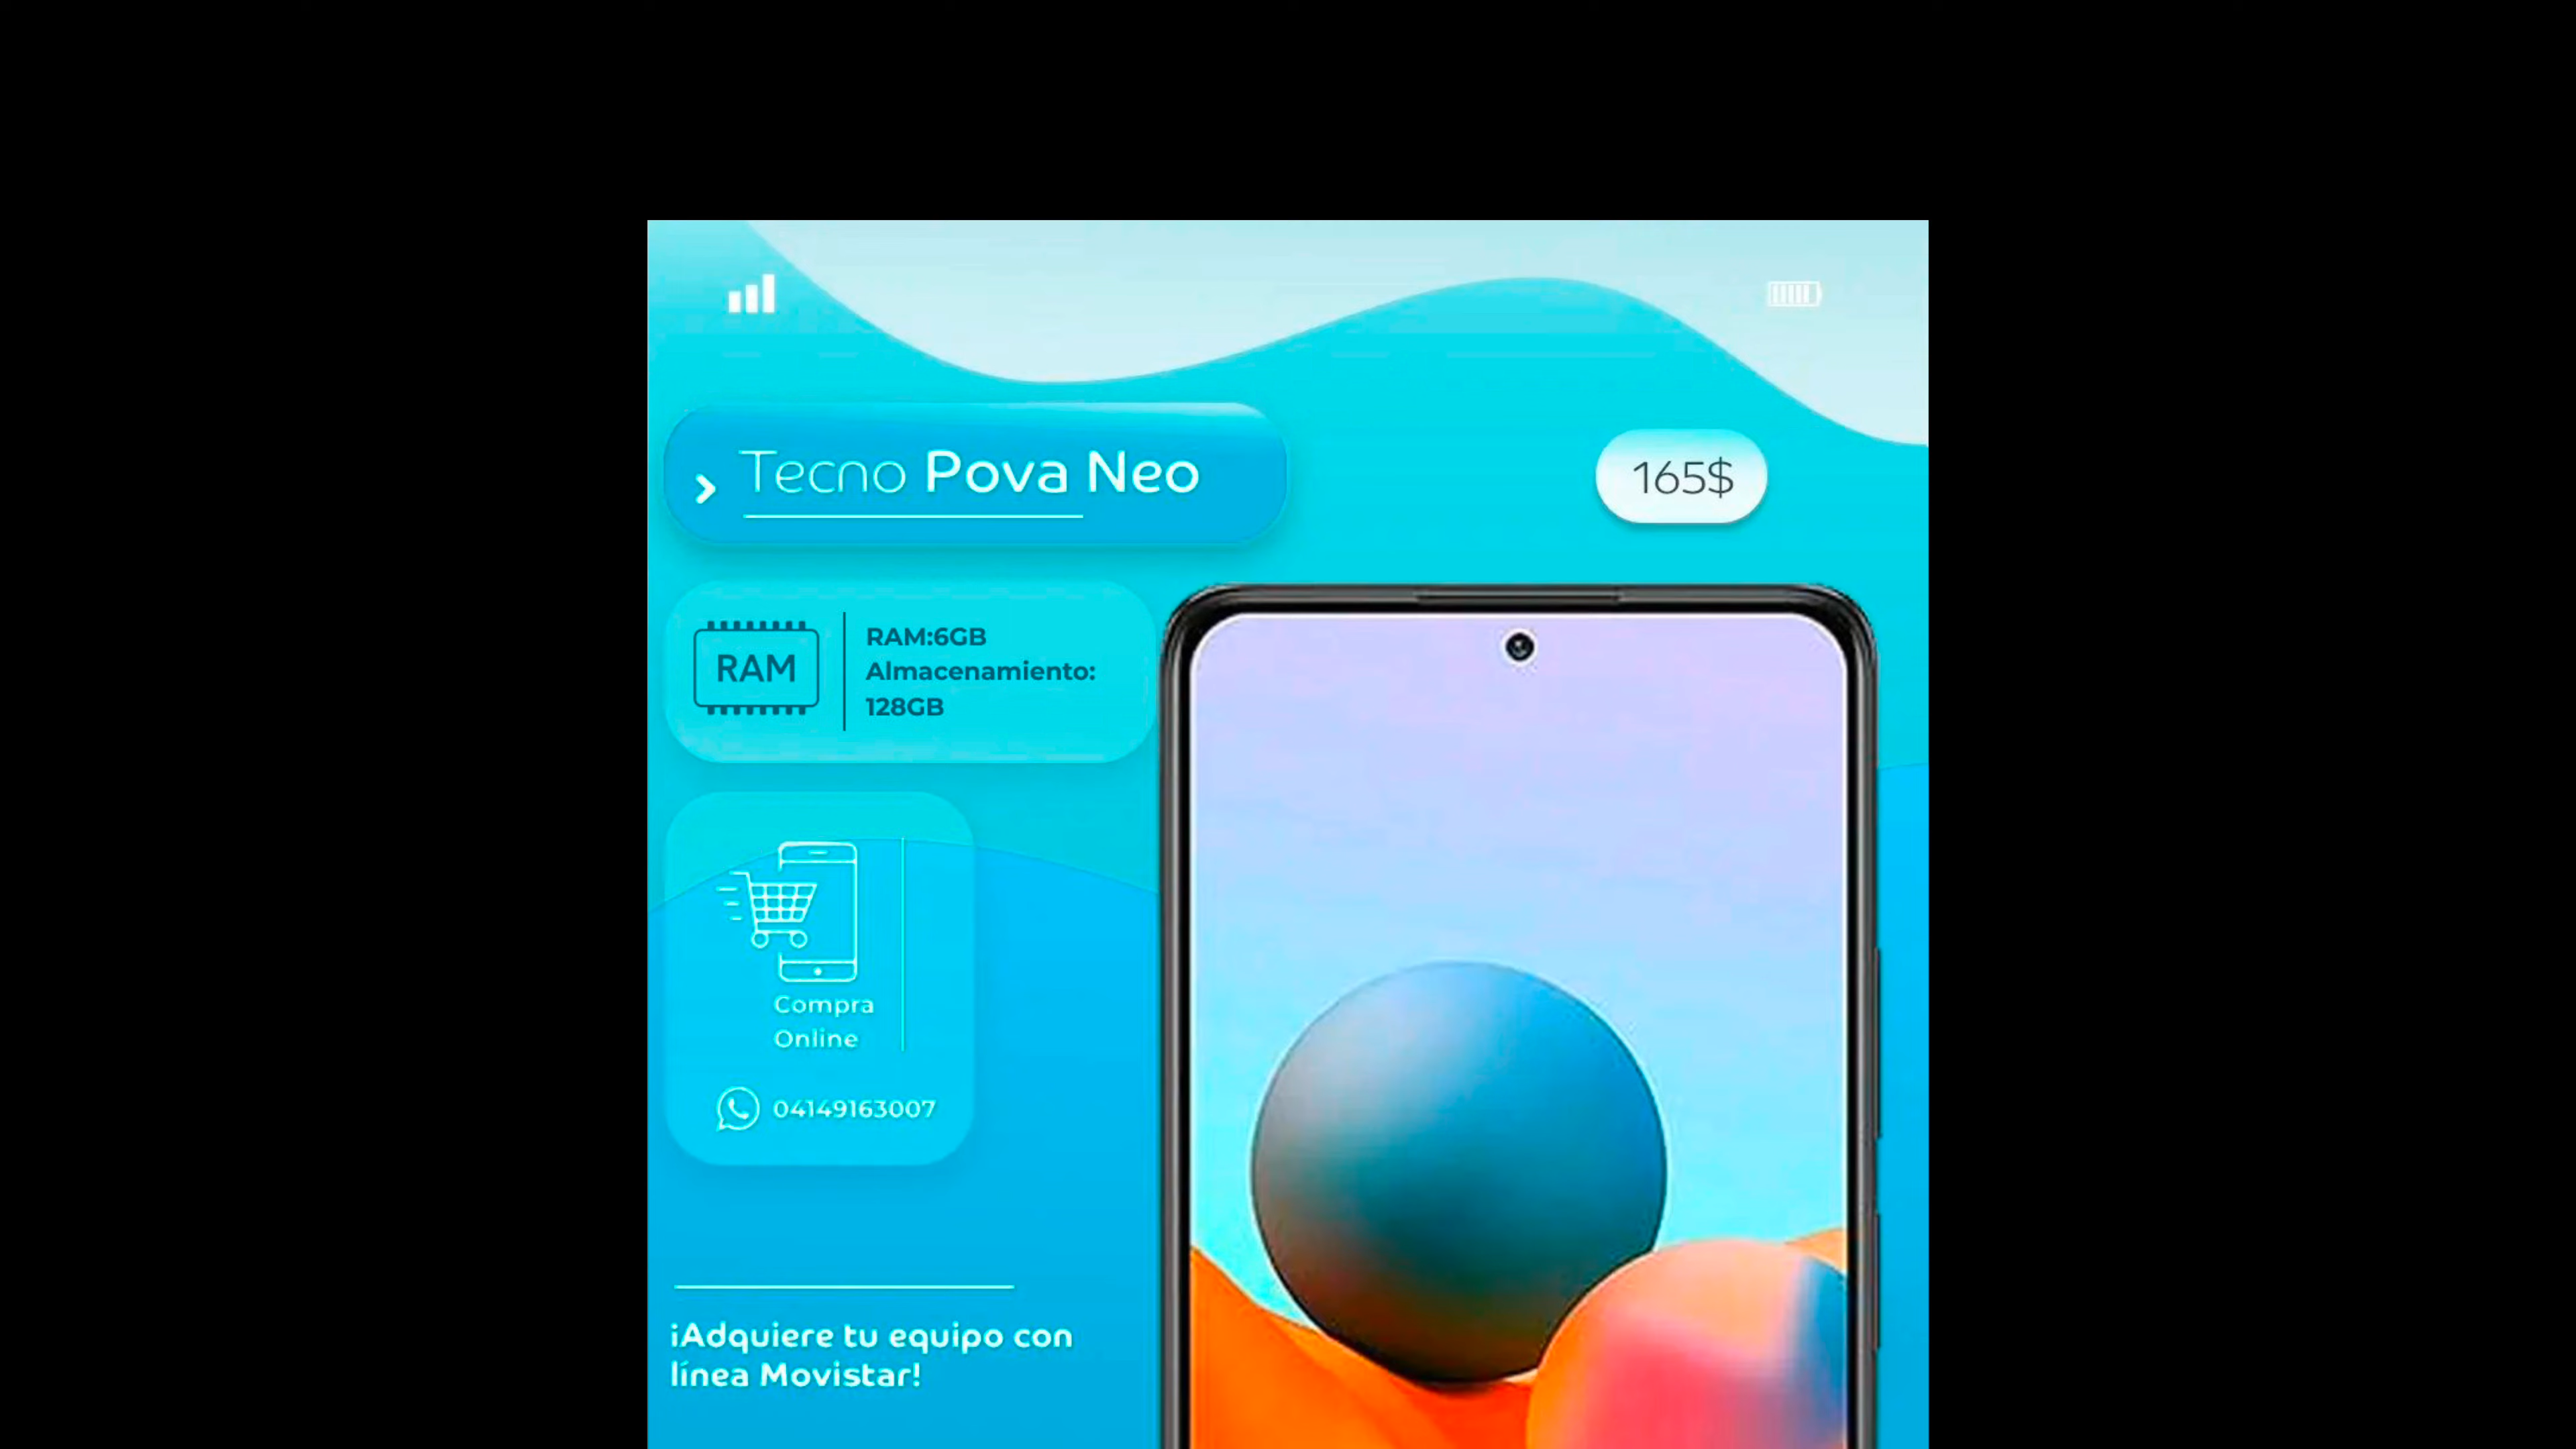 Tecno Pova Neo
165$
RAM
RAM:6GB
Almacenamiento:
128GB
Compra
Online
04149163007
¡Adquiere tu equipo con
línea Movistar!